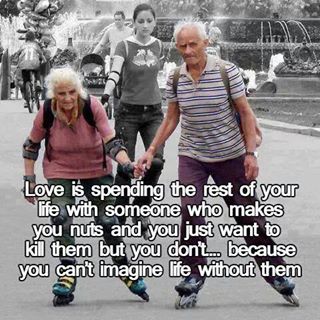 Love is spending the rest of your
life with someone who makes
you nuts and you just want to
kill them but you don't.... because
you can't imagine life without them